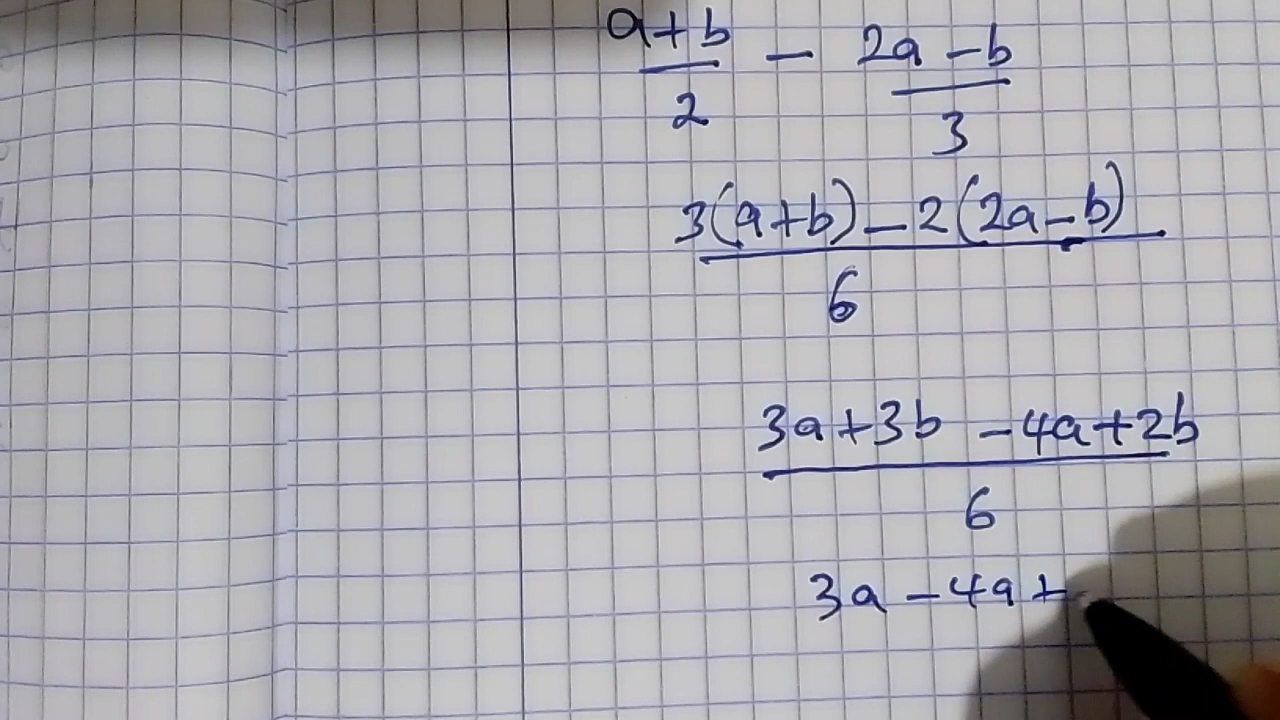 a+b - 2a-b
2 3
3(a+b) - 2(2a-b)
6
3a+3b -4a+2b
6
3a-4a+